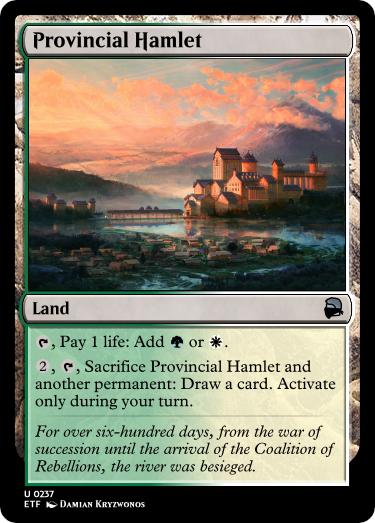 Provincial Hamlet
Land
, Pay 1 life: Add or .
2, , Sacrifice Provincial Hamlet and
another permanent: Draw a card. Activate
only during your turn.
For over six-hundred days, from the war of
succession until the arrival of the Coalition of
Rebellions, the river was besieged.
U 0237
ETF Damian Kryzwonos